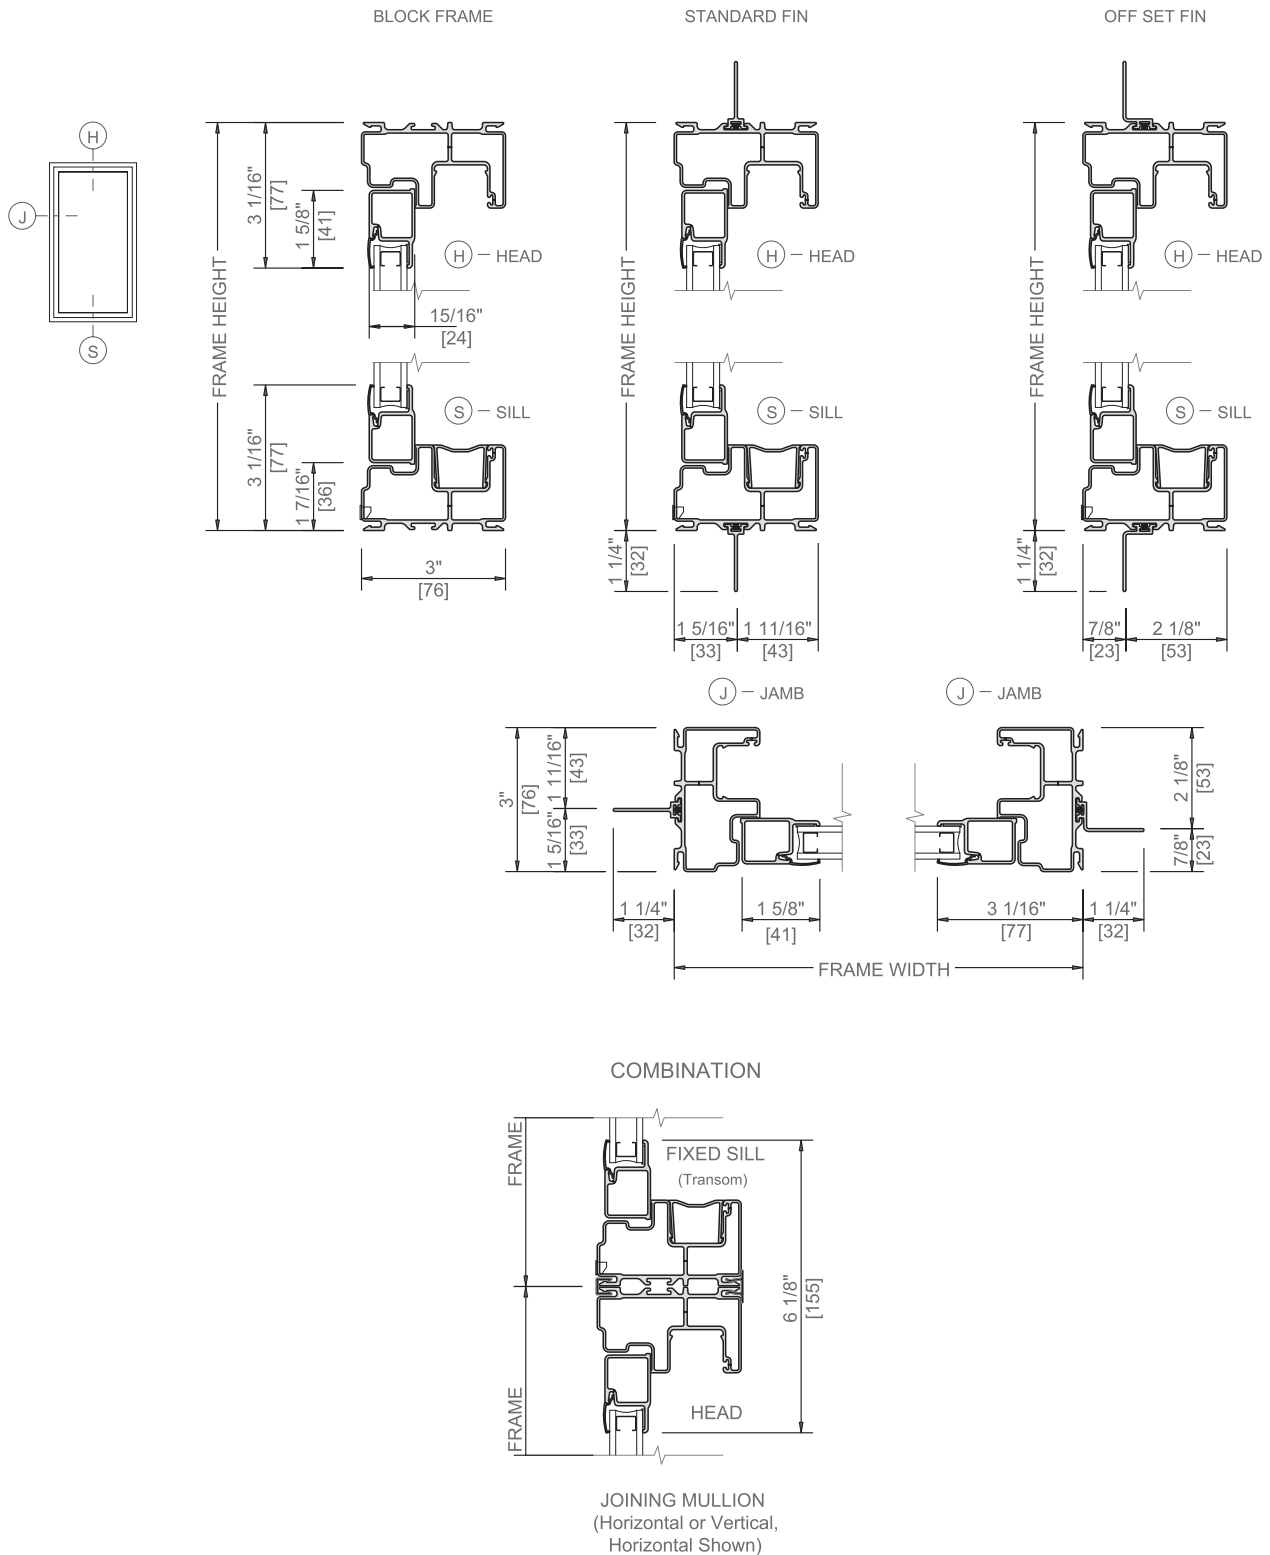 BLOCK FRAME
STANDARD FIN
OFF SET FIN
H
J
S
FRAME HEIGHT
3 1/16"
[77]
1 5/8"
[41]
H – HEAD
15/16"
[24]
S – SILL
3 1/16"
[77]
1 7/16"
[36]
3"
[76]
FRAME HEIGHT
H – HEAD
S – SILL
1 1/4"
[32]
1 5/16"
[33]
1 11/16"
[43]
FRAME HEIGHT
H – HEAD
S – SILL
1 1/4"
[32]
7/8"
[23]
2 1/8"
[53]
J – JAMB
J – JAMB
3"
[76]
1 11/16"
[43]
1 5/16"
[33]
2 1/8"
[53]
7/8"
[23]
1 1/4"
[32]
1 5/8"
[41]
3 1/16"
[77]
1 1/4"
[32]
FRAME WIDTH
COMBINATION
FRAME
FIXED SILL
(Transom)
6 1/8"
[155]
FRAME
HEAD
JOINING MULLION
(Horizontal or Vertical,
Horizontal Shown)